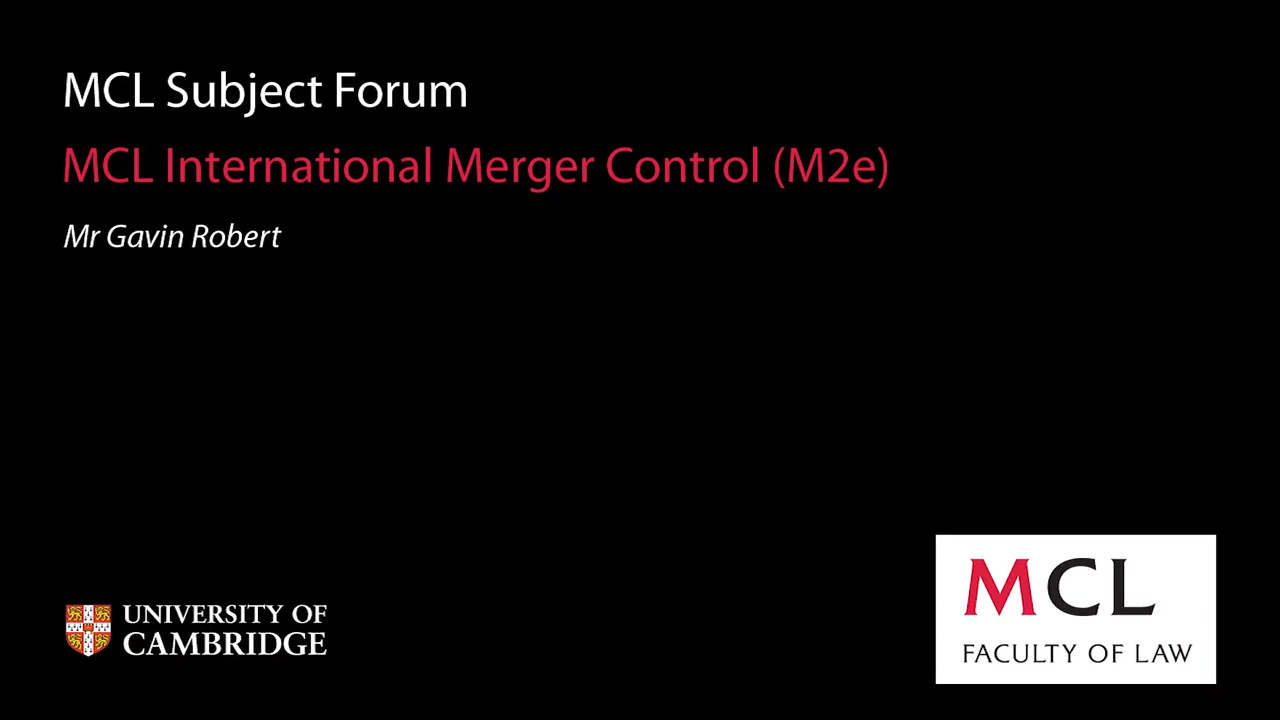 MCL Subject Forum
MCL International Merger Control (M2e)
Mr Gavin Robert
UNIVERSITY OF
CAMBRIDGE
MCL
FACULTY OF LAW